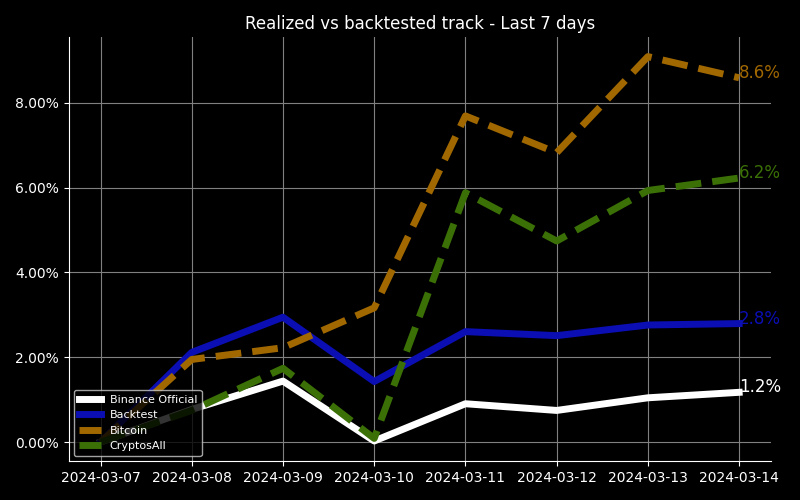 Realized vs backtested track - Last 7 days
8.00%
6.00%
4.00%
2.00%
0.00%
8.6%
6.2%
2.8%
1.2%
Binance Official
Backtest
Bitcoin
CryptosAll
2024-03-07 2024-03-08 2024-03-09 2024-03-10 2024-03-11 2024-03-12 2024-03-13 2024-03-14